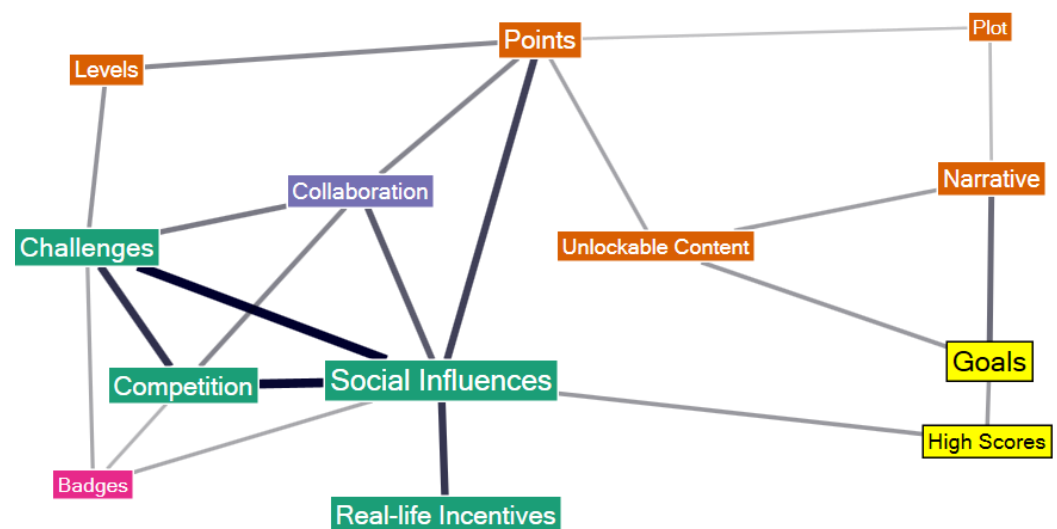 Points
Plot
Levels
Collaboration
Narrative
Challenges
Unlockable Content
Goals
Competition
Social Influences
High Scores
Badges
Real-life Incentives